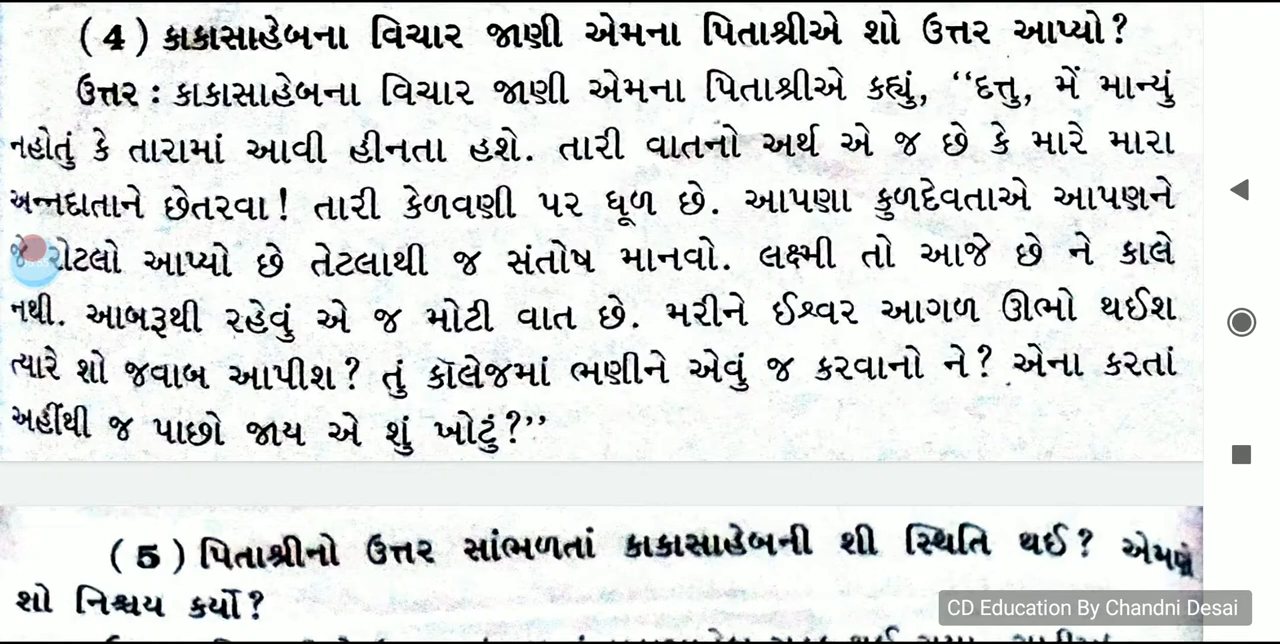 (4) કાકાસાહેબના વિચાર જાણી એમના પિતાશ્રીએ શો ઉત્તર આપ્યો?
ઉત્તર : કાકાસાહેબના વિચાર જાણી એમના પિતાશ્રીએ કહ્યું, “દત્તુ, મેં માન્યું
નહોતું કે તારામાં આવી હીનતા હશે. તારી વાતનો અર્થ એ જ છે કે મારે મારા
અન્નદાતાને છેતરવા! તારી કેળવણી પર ધૂળ છે. આપણા કુળદેવતાએ આપણને
જે રોટલો આપ્યો છે તેટલાથી જ સંતોષ માનવો. લક્ષ્મી તો આજે છે ને કાલે
નથી. આબરૂથી રહેવું એ જ મોટી વાત છે. મરીને ઈશ્વર આગળ ઊભો થઈશ
ત્યારે શો જવાબ આપીશ? તું કૉલેજમાં ભણીને એવું જ કરવાનો ને? એના કરતાં
અહીંથી જ પાછો જાય એ શું ખોટું?”
(5) પિતાશ્રીનો ઉત્તર સાંભળતાં કાકાસાહેબની શી સ્થિતિ થઈ? એમણે
શો નિશ્ચય કર્યો?
CD Education By Chandni Desai